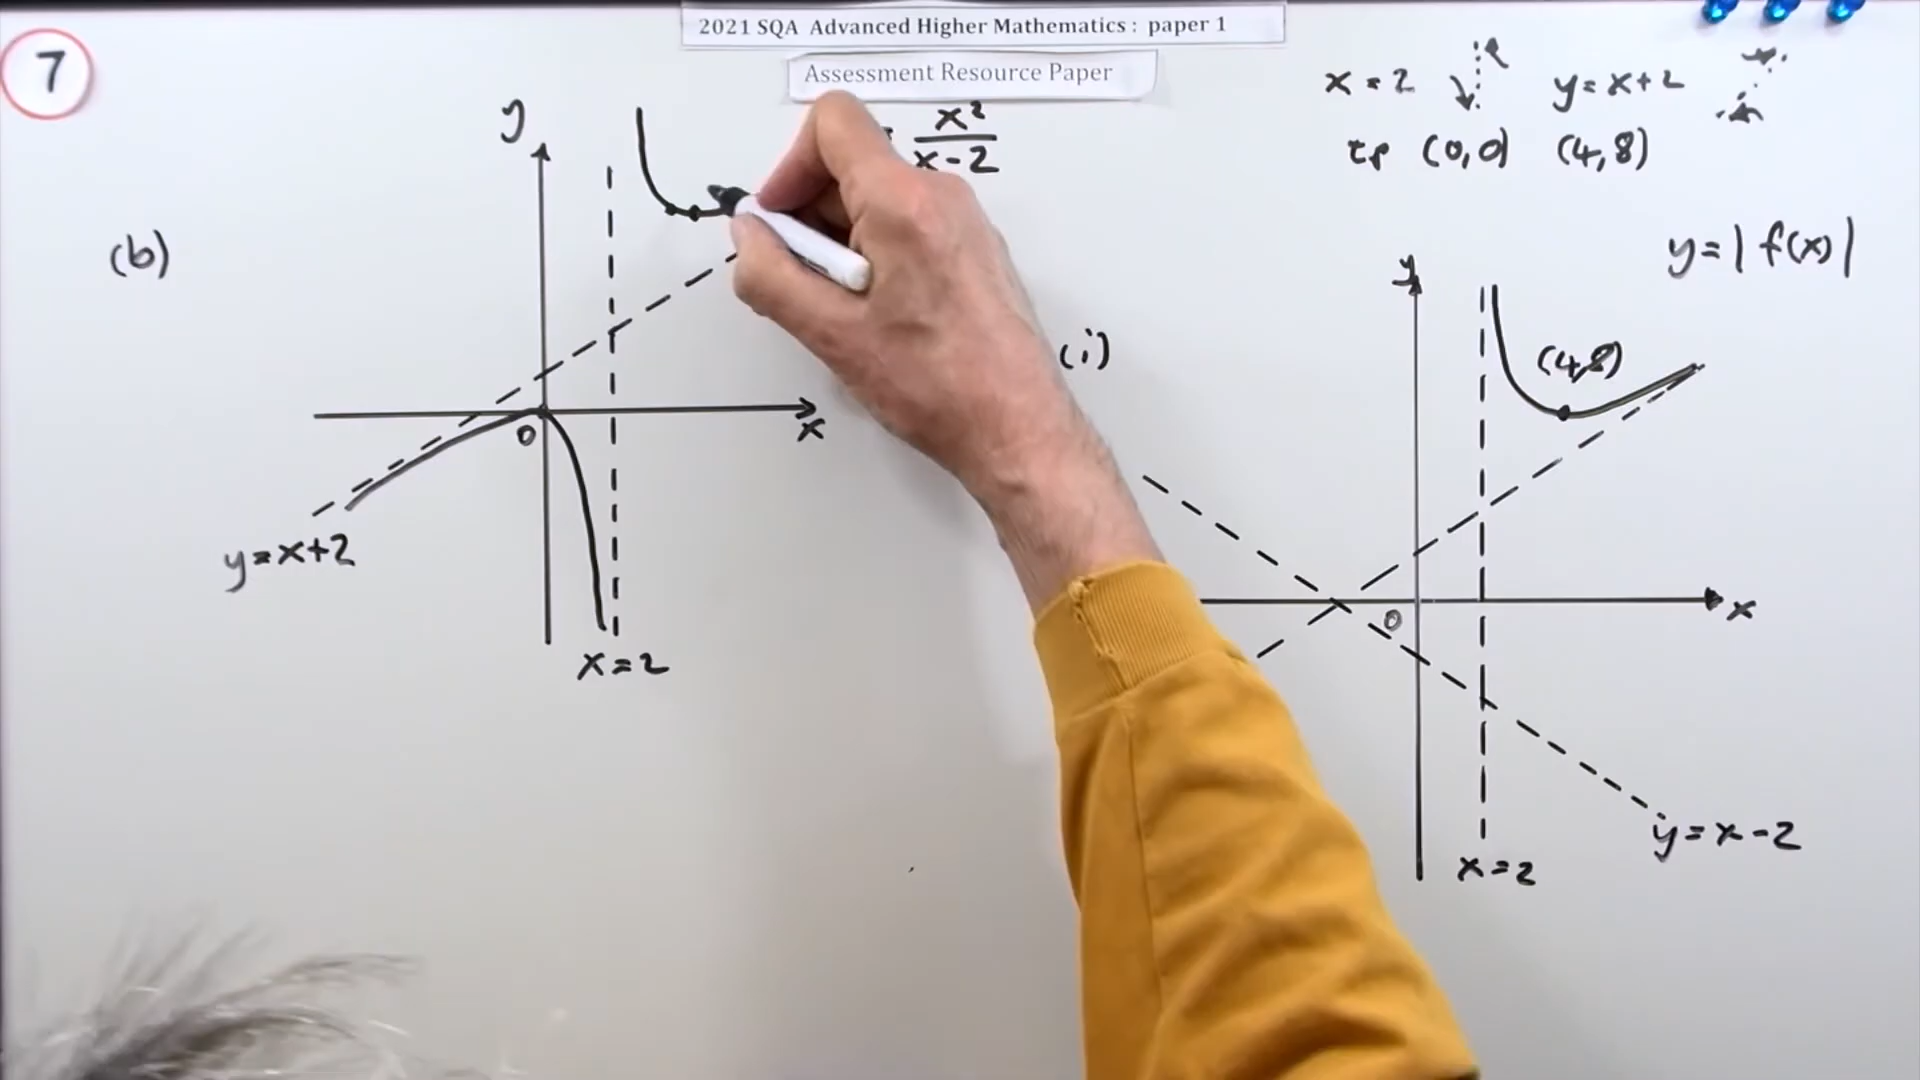 2021 SQA Advanced Higher Mathematics : paper 1
Assessment Resource Paper
7
(b)
y
x
0
y=x+2
x=2
= x²/(x-2)
x=2
y=x+2
tp (0,0) (4,8)
y=|f(x)|
(i)
y
(4,8)
0
x
y=x-2
x=2